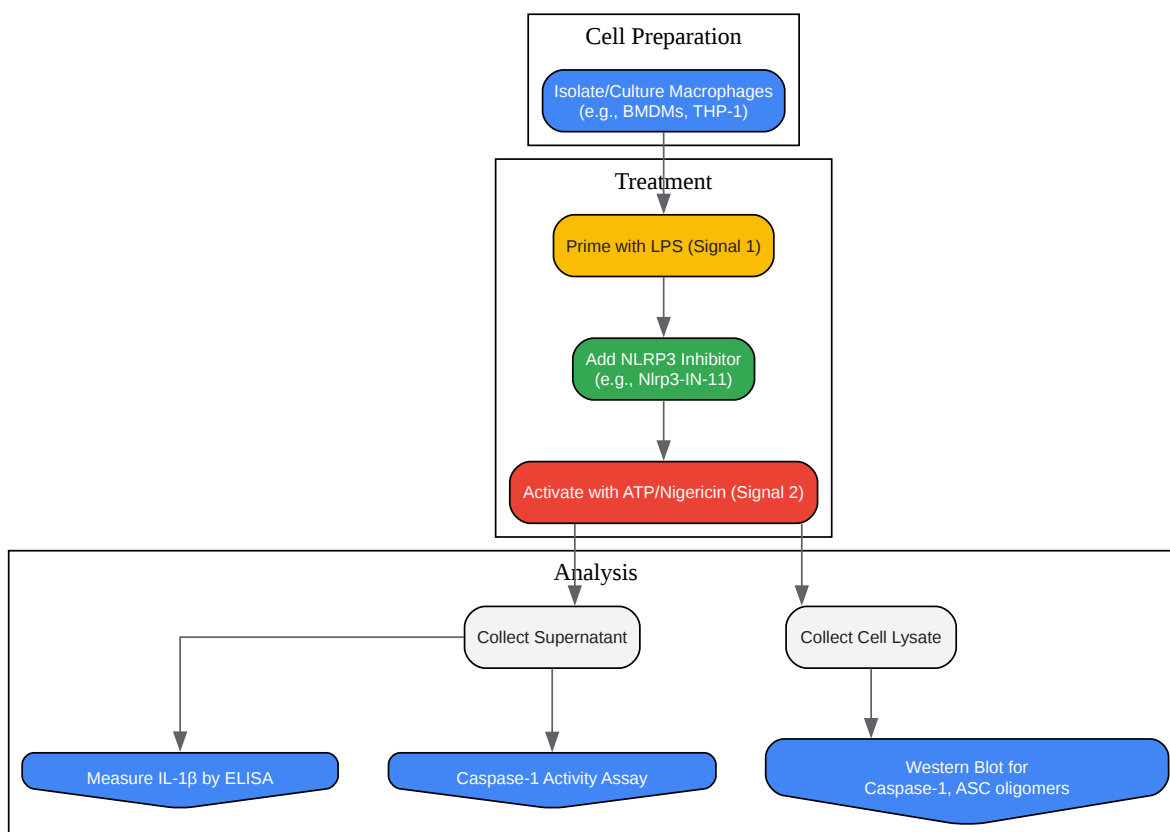 Cell Preparation
Isolate/Culture Macrophages
(e.g., BMDMs, THP-1)
Treatment
Prime with LPS (Signal 1)
Add NLRP3 Inhibitor
(e.g., Nlrp3-IN-11)
Activate with ATP/Nigericin (Signal 2)
Analysis
Collect Supernatant
Collect Cell Lysate
Measure IL-1β by ELISA
Caspase-1 Activity Assay
Western Blot for
Caspase-1, ASC oligomers